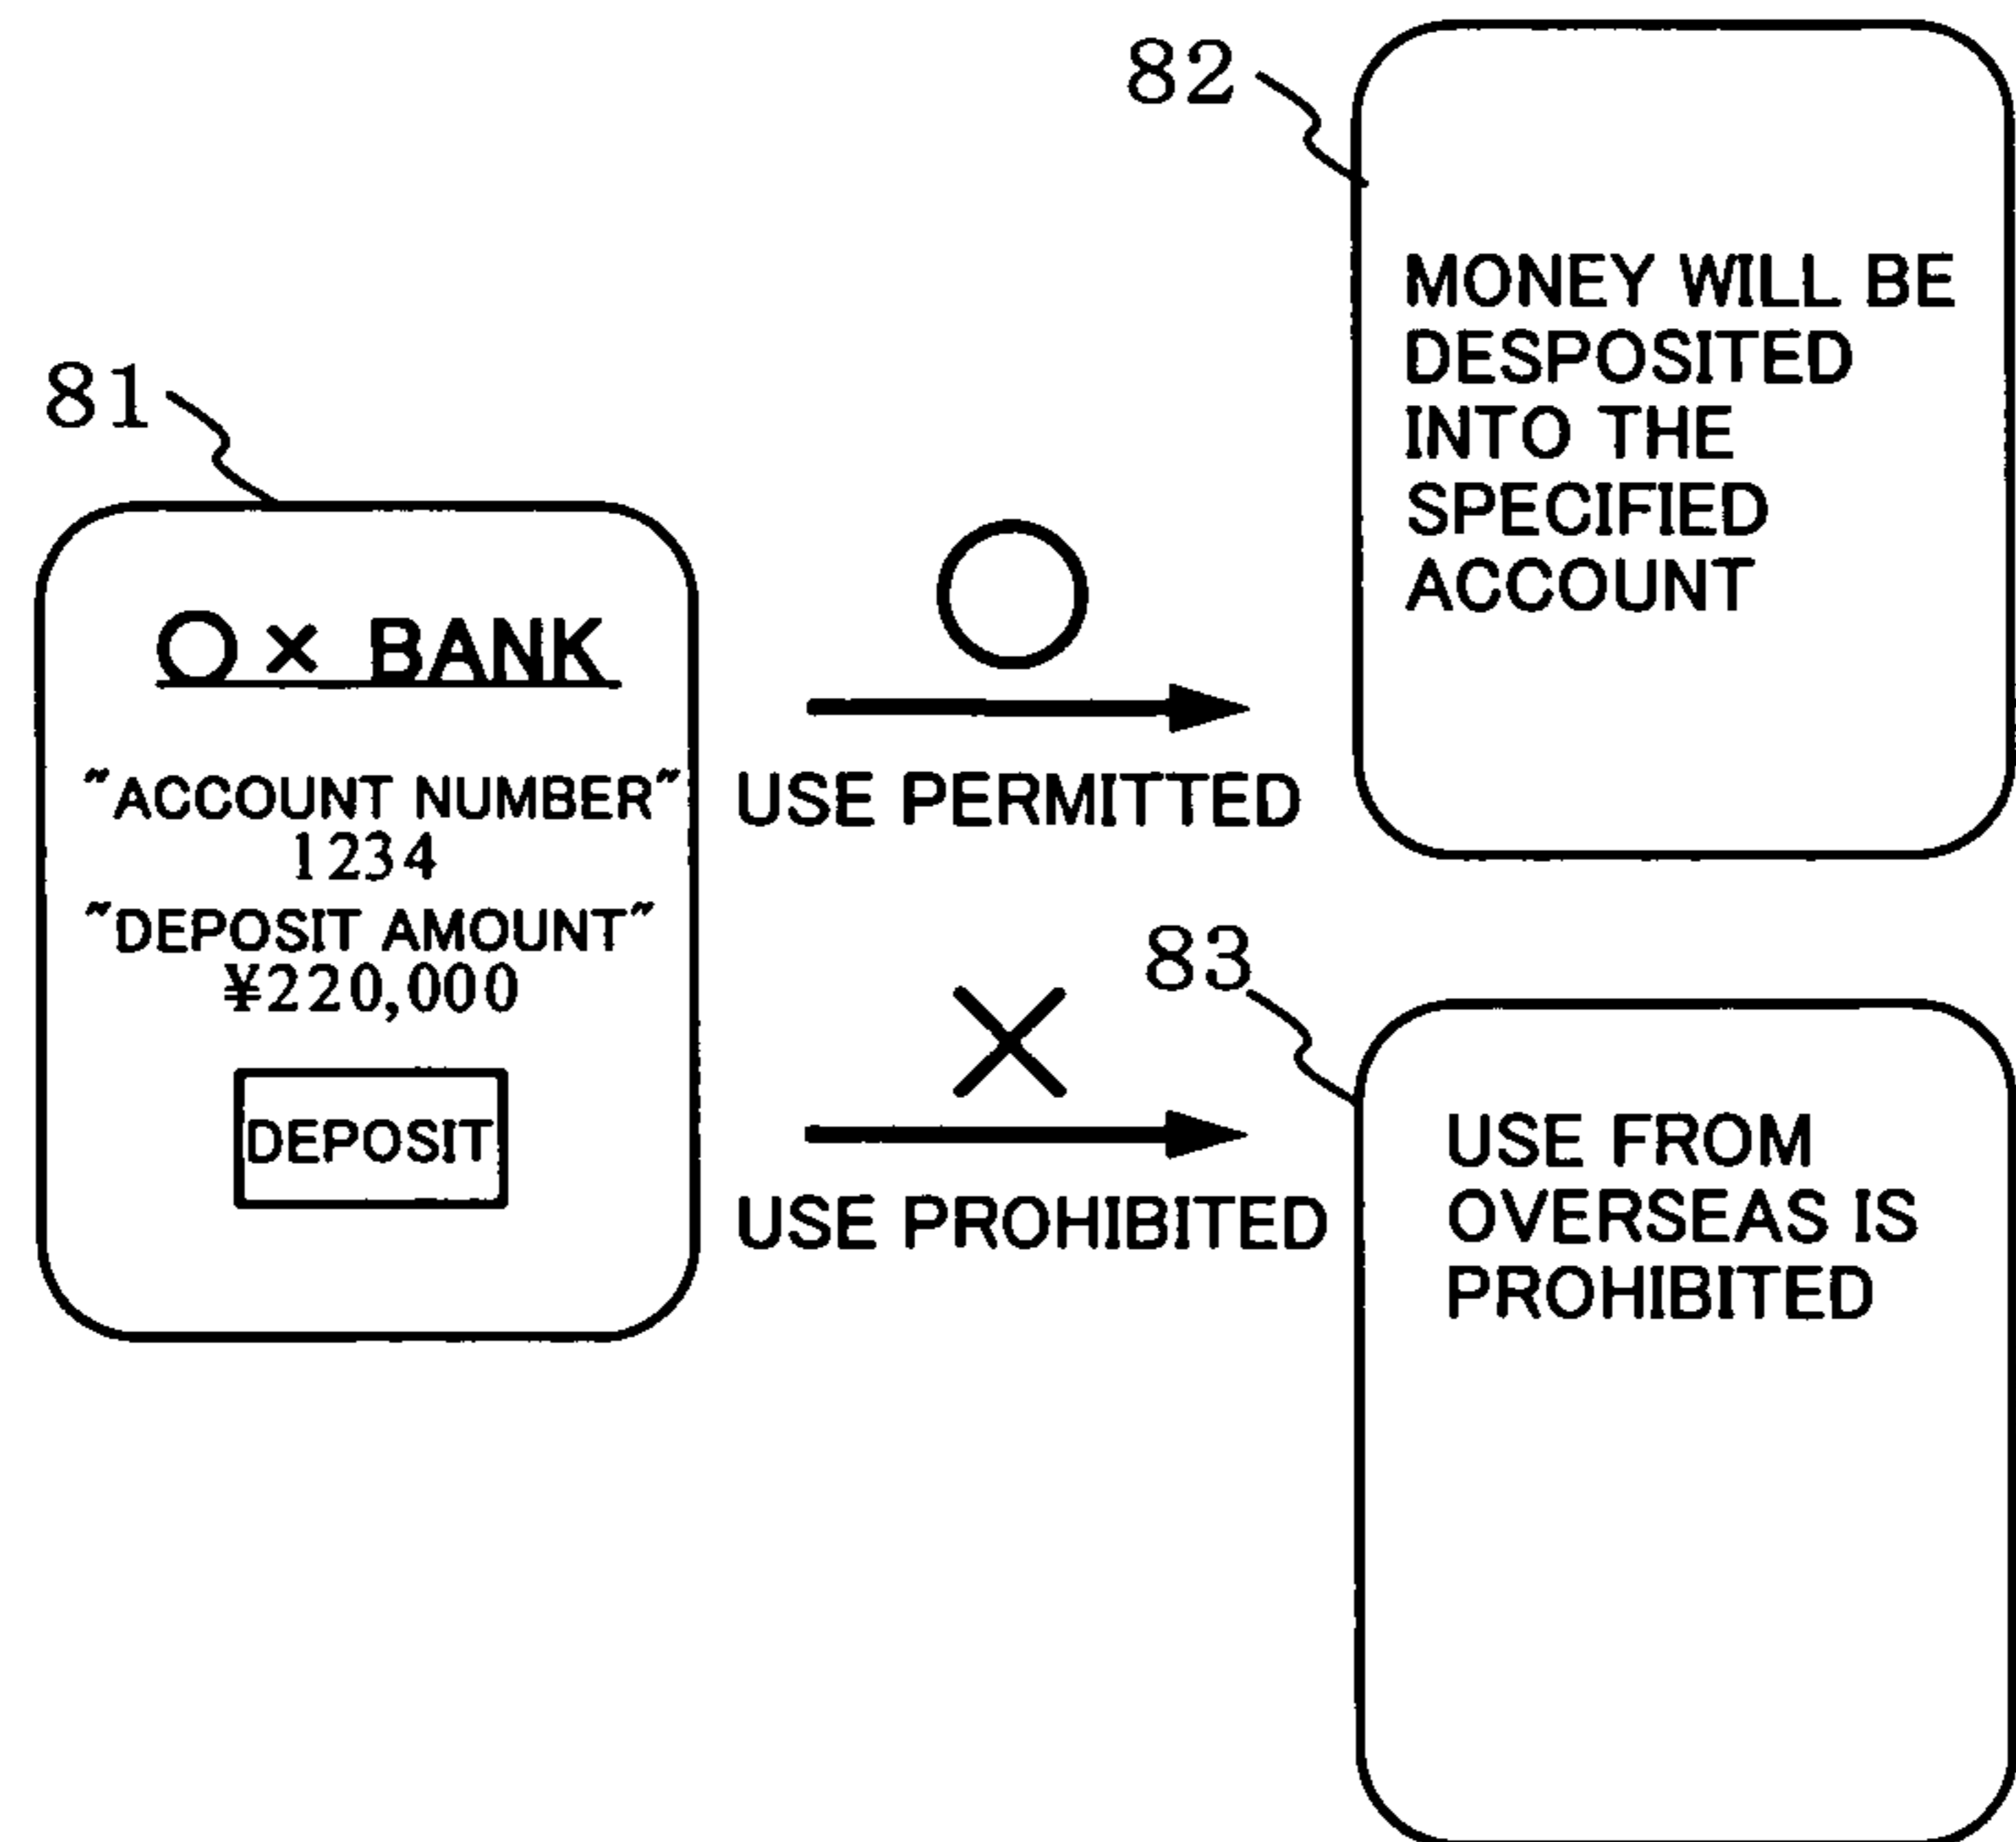 81
○× BANK
"ACCOUNT NUMBER"
1234
"DEPOSIT AMOUNT"
¥220,000
DEPOSIT
○
USE PERMITTED
×
USE PROHIBITED
82
MONEY WILL BE
DESPOSITED
INTO THE
SPECIFIED
ACCOUNT
83
USE FROM
OVERSEAS IS
PROHIBITED